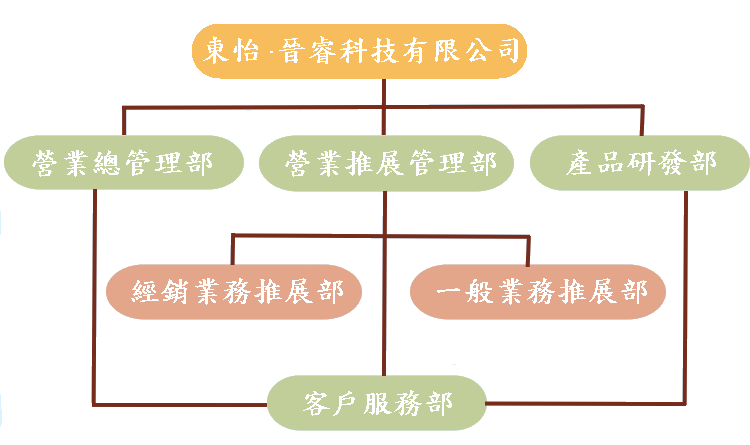 東怡·晉睿科技有限公司
營業總管理部
營業推展管理部
產品研發部
經銷業務推展部
一般業務推展部
客戶服務部